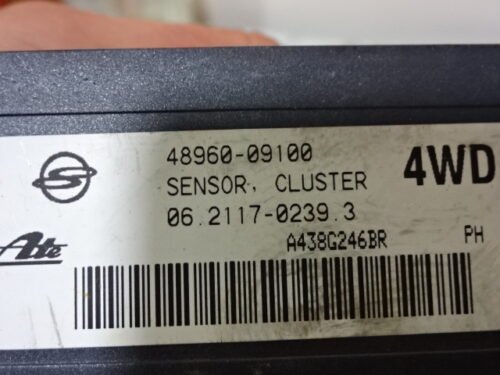 48960-09100
SENSOR, CLUSTER
4WD
06.2117-0239.3
A438G246BR
PH
Ate